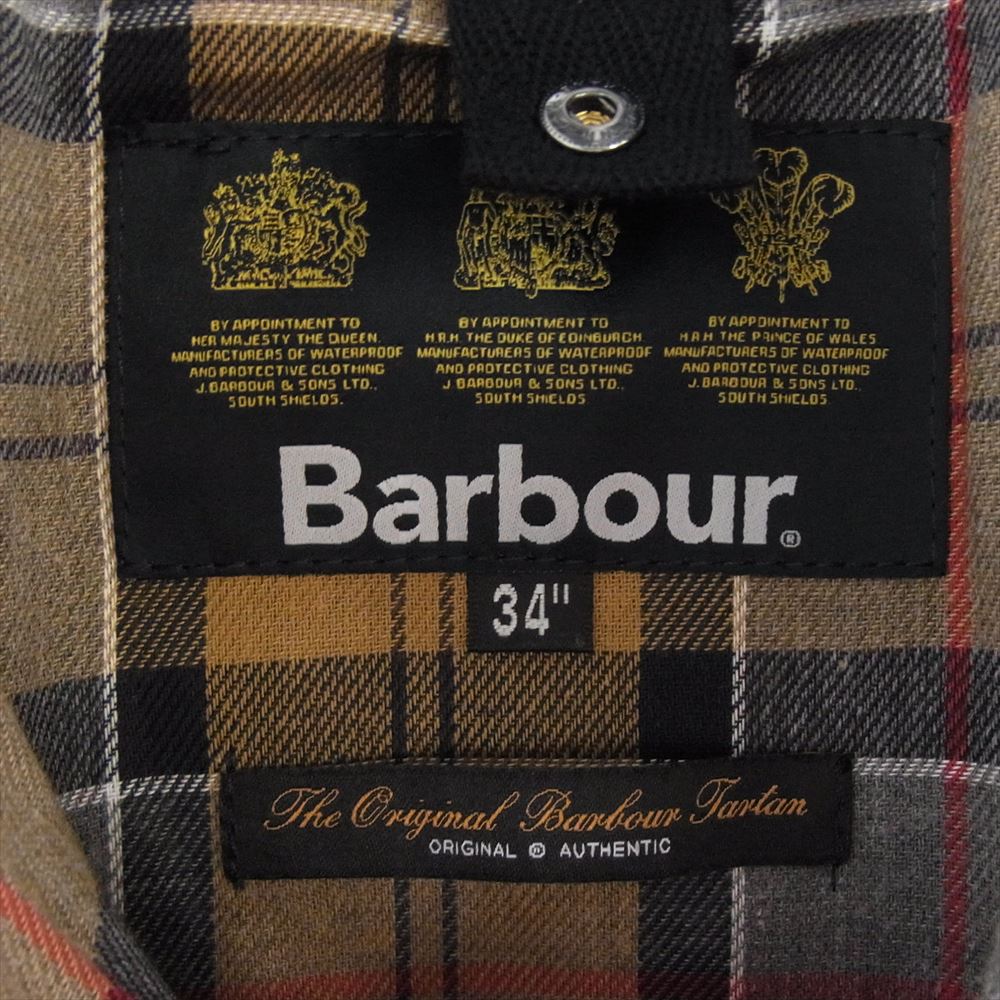 BY APPOINTMENT TO
HER MAJESTY THE QUEEN,
MANUFACTURERS OF WATERPROOF
AND PROTECTIVE CLOTHING
J. BARBOUR & SONS LTD.,
SOUTH SHIELDS.
BY APPOINTMENT TO
H.R.H. THE DUKE OF EDINBURGH
MANUFACTURERS OF WATERPROOF
AND PROTECTIVE CLOTHING
J. BARBOUR & SONS LTD.,
SOUTH SHIELDS
BY APPOINTMENT TO
H.R.H THE PRINCE OF WALES
MANUFACTURERS OF WATERPROOF
AND PROTECTIVE CLOTHING
J. BARBOUR & SONS LTD.,
SOUTH SHIELDS
Barbour®
34"
The Original Barbour Tartan
ORIGINAL ® AUTHENTIC